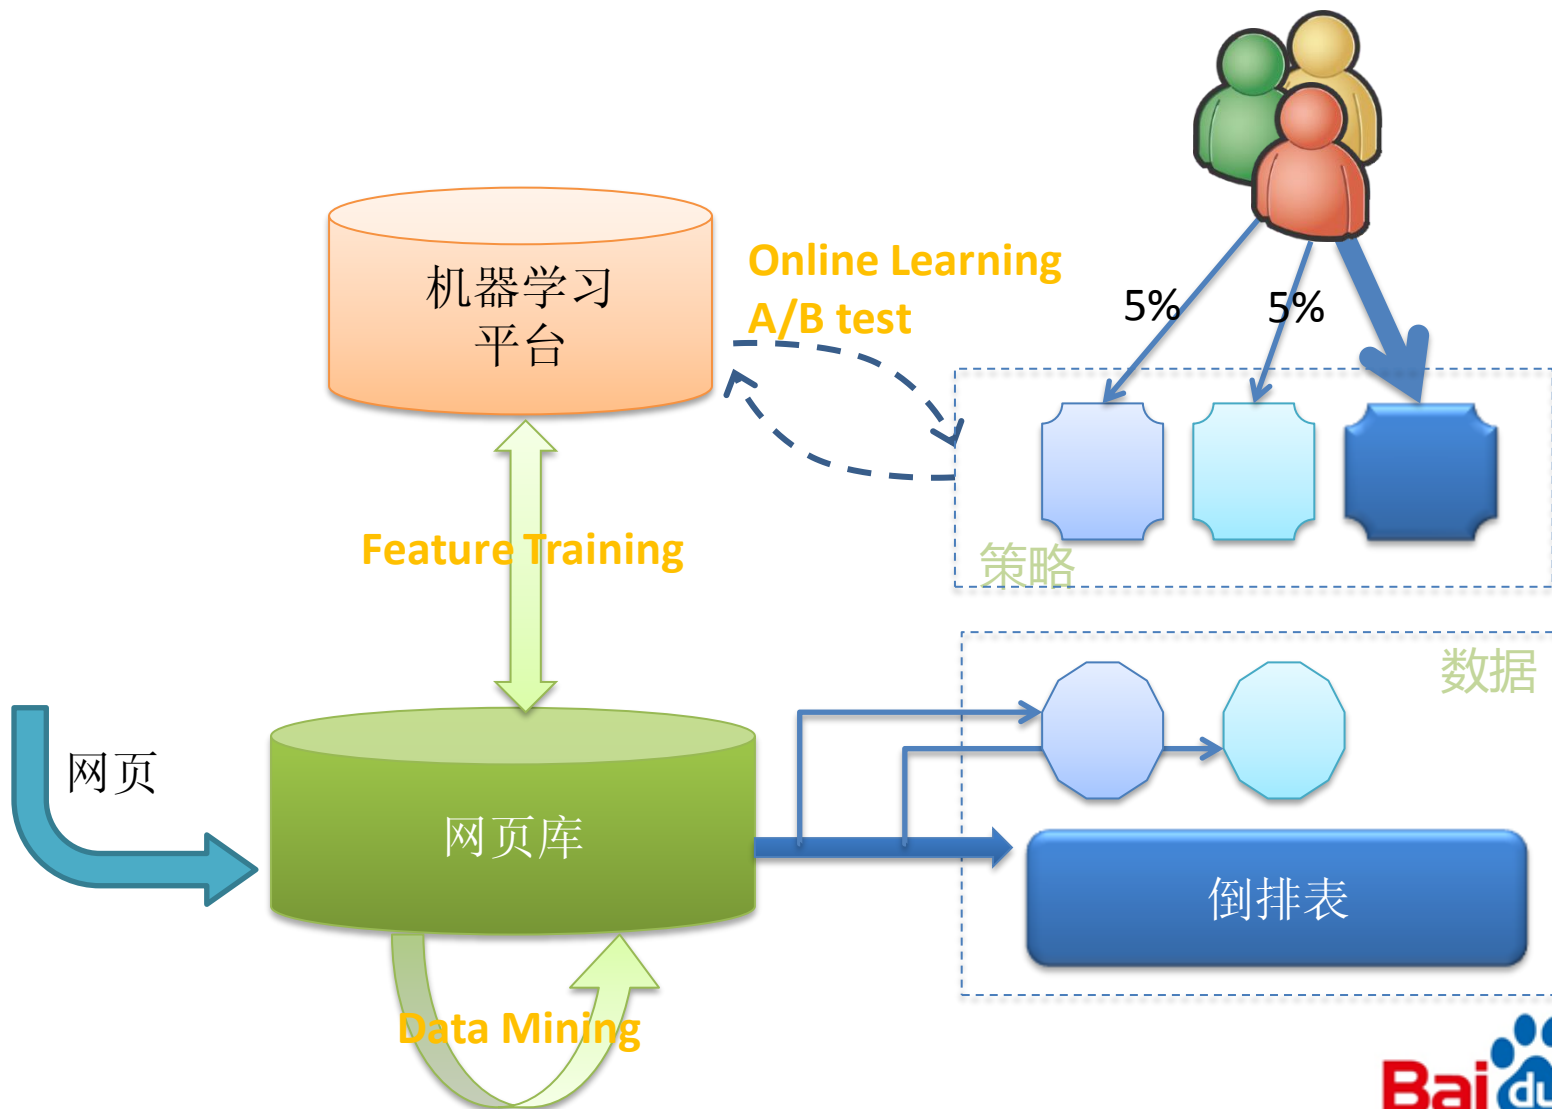 机器学习
平台
Online Learning
A/B test
5%
5%
策略
Feature Training
数据
网页
网页库
倒排表
Data Mining
Bai du